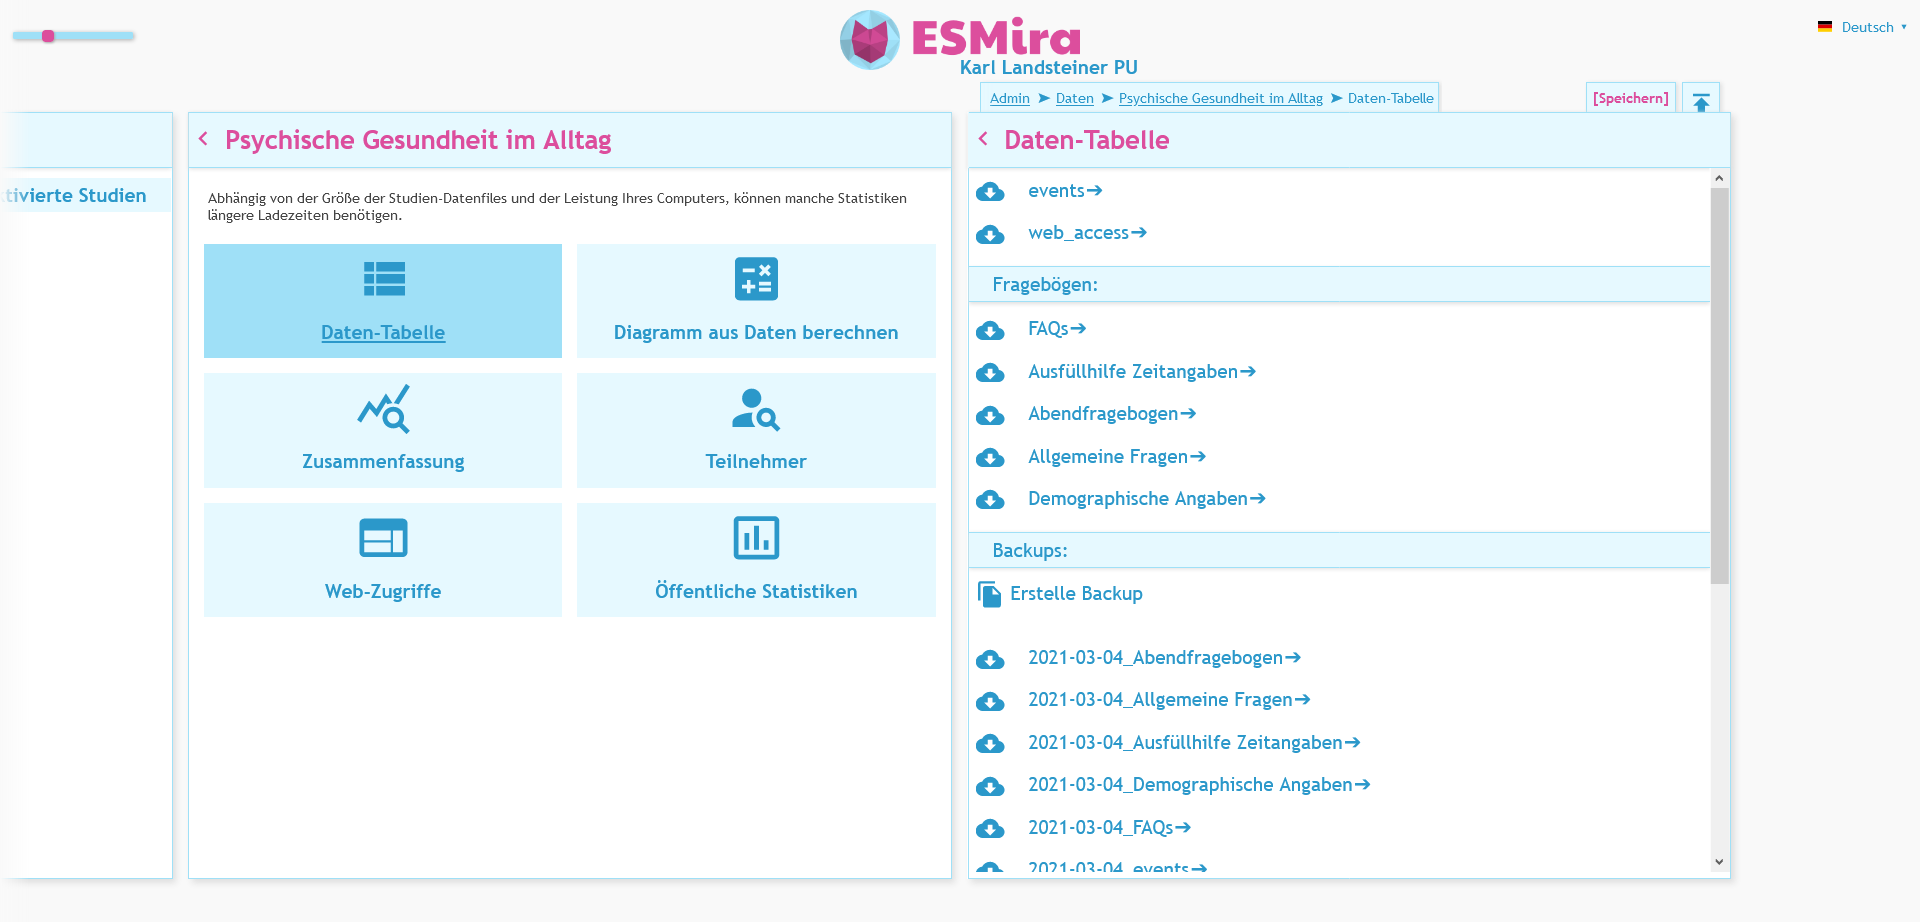 ESMira
Karl Landsteiner PU
Deutsch ▾
Admin ➤ Daten ➤ Psychische Gesundheit im Alltag ➤ Daten-Tabelle
[Speichern]
tivierte Studien
Psychische Gesundheit im Alltag
Abhängig von der Größe der Studien-Datenfiles und der Leistung Ihres Computers, können manche Statistiken
längere Ladezeiten benötigen.
Daten-Tabelle
Diagramm aus Daten berechnen
Zusammenfassung
Teilnehmer
Web-Zugriffe
Öffentliche Statistiken
Daten-Tabelle
events➔
web_access➔
Fragebögen:
FAQs➔
Ausfüllhilfe Zeitangaben➔
Abendfragebogen➔
Allgemeine Fragen➔
Demographische Angaben➔
Backups:
Erstelle Backup
2021-03-04_Abendfragebogen➔
2021-03-04_Allgemeine Fragen➔
2021-03-04_Ausfüllhilfe Zeitangaben➔
2021-03-04_Demographische Angaben➔
2021-03-04_FAQs➔
2021-03-04_events➔